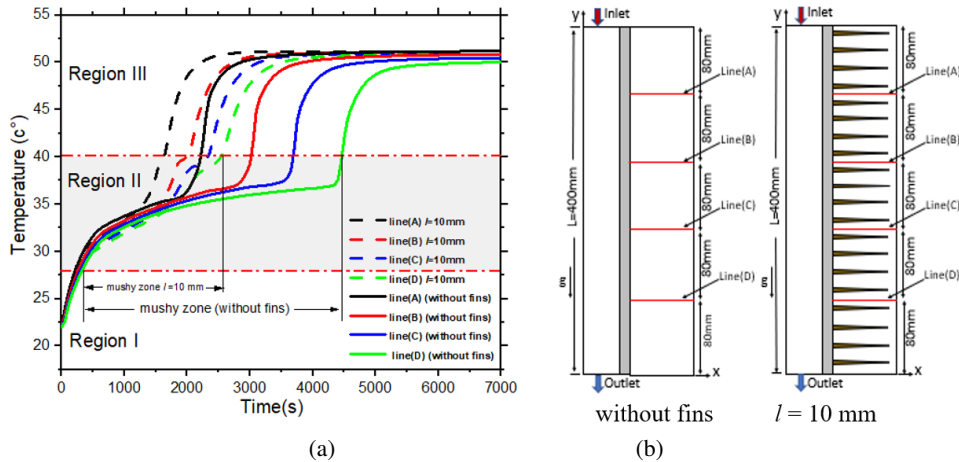 Region III
Region II
Region I
Temperature (c°)
50
45
40
35
30
25
20
0
1000
2000
3000
4000
5000
6000
7000
Time(s)
mushy zone l=10 mm
mushy zone (without fins)
line(A) l=10mm
line(B) l=10mm
line(C) l=10mm
line(D) l=10mm
line(A) (without fins)
line(B) (without fins)
line(C) (without fins)
line(D) (without fins)
(a)
y
Inlet
L=400mm
80mm
Line(A)
80mm
Line(B)
80mm
Line(C)
80mm
Line(D)
80mm
g
x
Outlet
without fins
y
Inlet
L=400mm
80mm
Line(A)
80mm
Line(B)
80mm
Line(C)
80mm
Line(D)
80mm
g
X
Outlet
l = 10 mm
(b)